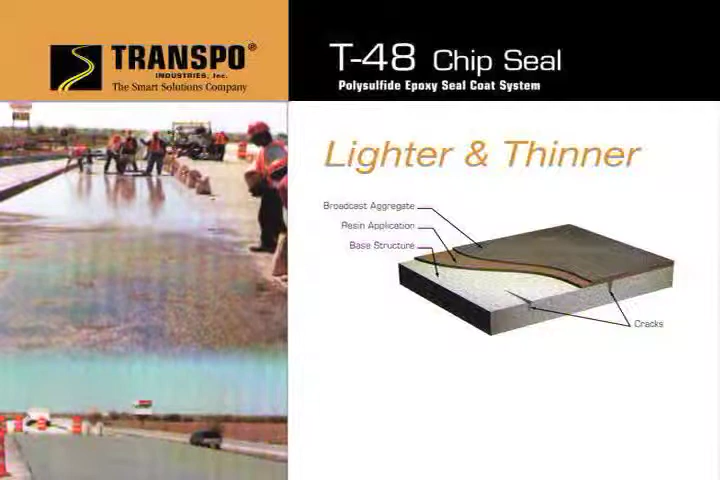 TRANSPO®
INDUSTRIES, Inc.
The Smart Solutions Company
T-48 Chip Seal
Polysulfide Epoxy Seal Coat System
Lighter & Thinner
Broadcast Aggregate
Resin Application
Base Structure
Cracks